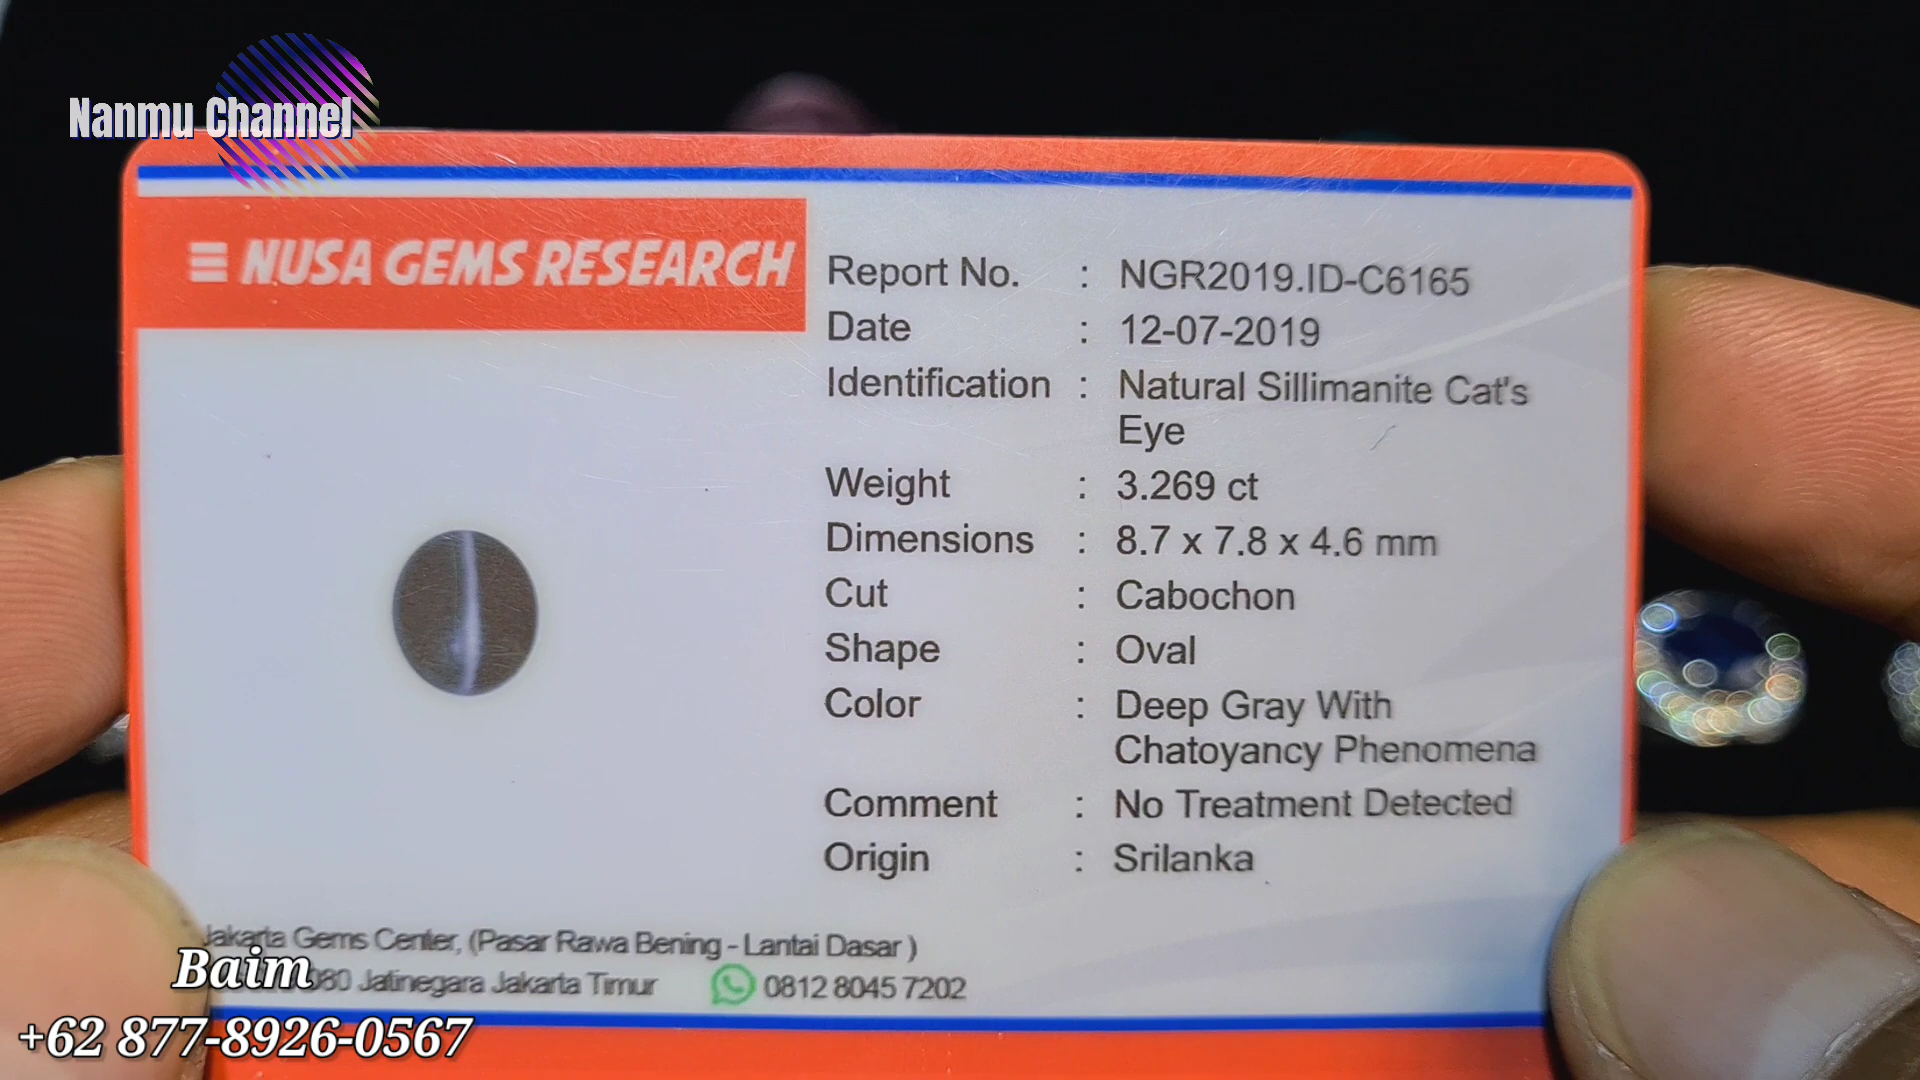 Nanmu Channel
NUSA GEMS RESEARCH
Report No. : NGR2019.ID-C6165
Date : 12-07-2019
Identification : Natural Sillimanite Cat's
Eye
Weight : 3.269 ct
Dimensions : 8.7 x 7.8 x 4.6 mm
Cut : Cabochon
Shape : Oval
Color : Deep Gray With
Chatoyancy Phenomena
Comment : No Treatment Detected
Origin : Srilanka
Jakarta Gems Center, (Pasar Rawa Bening - Lantai Dasar )
Jatinegara Jakarta Timur 0812 8045 7202
Baim
+62 877-8926-0567